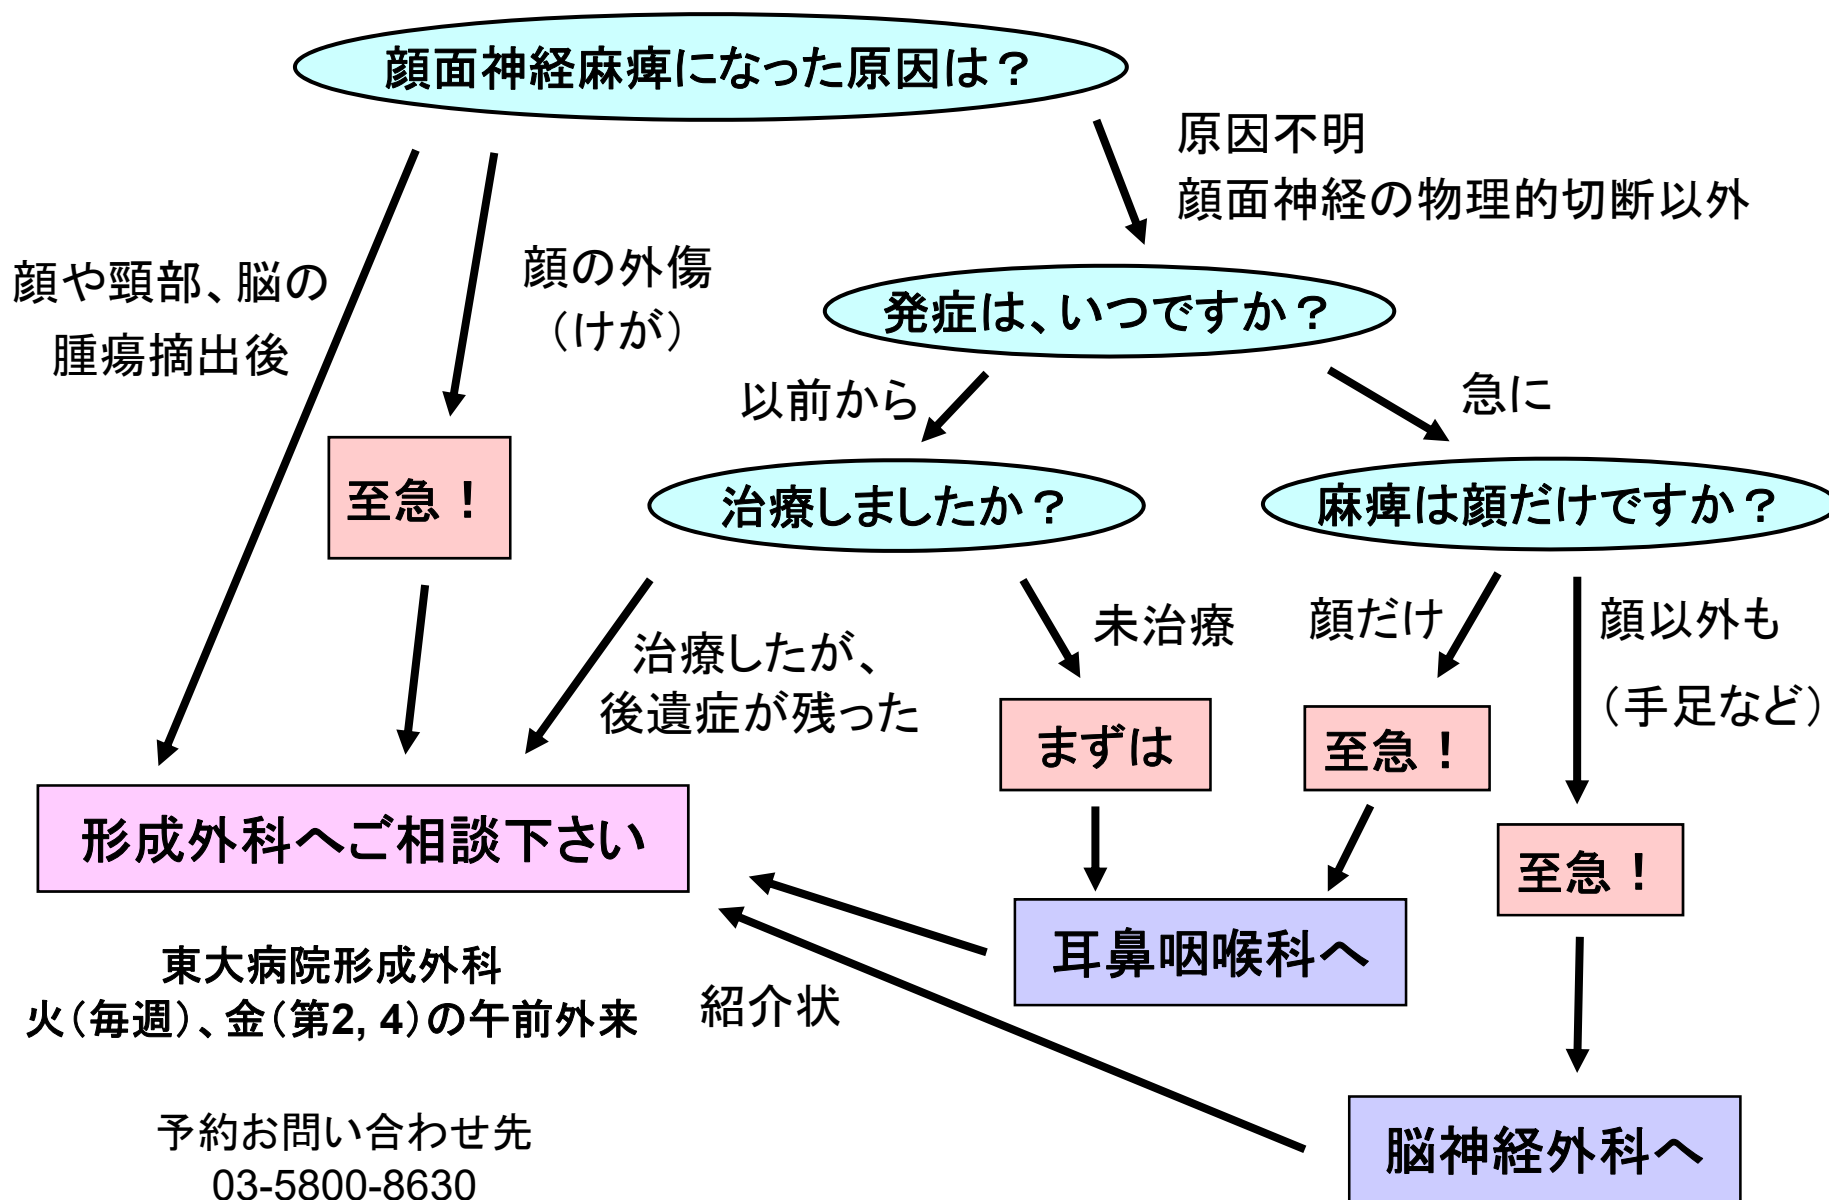 顔面神経麻痺になった原因は？
原因不明
顔面神経の物理的切断以外
顔や頸部、脳の
腫瘍摘出後
顔の外傷
（けが）
発症は、いつですか？
以前から
急に
至急！
治療しましたか？
麻痺は顔だけですか？
治療したが、
後遺症が残った
未治療
顔だけ
顔以外も
（手足など）
まずは
至急！
至急！
形成外科へご相談下さい
耳鼻咽喉科へ
東大病院形成外科
火（毎週）、金（第2, 4）の午前外来
紹介状
脳神経外科へ
予約お問い合わせ先
03-5800-8630